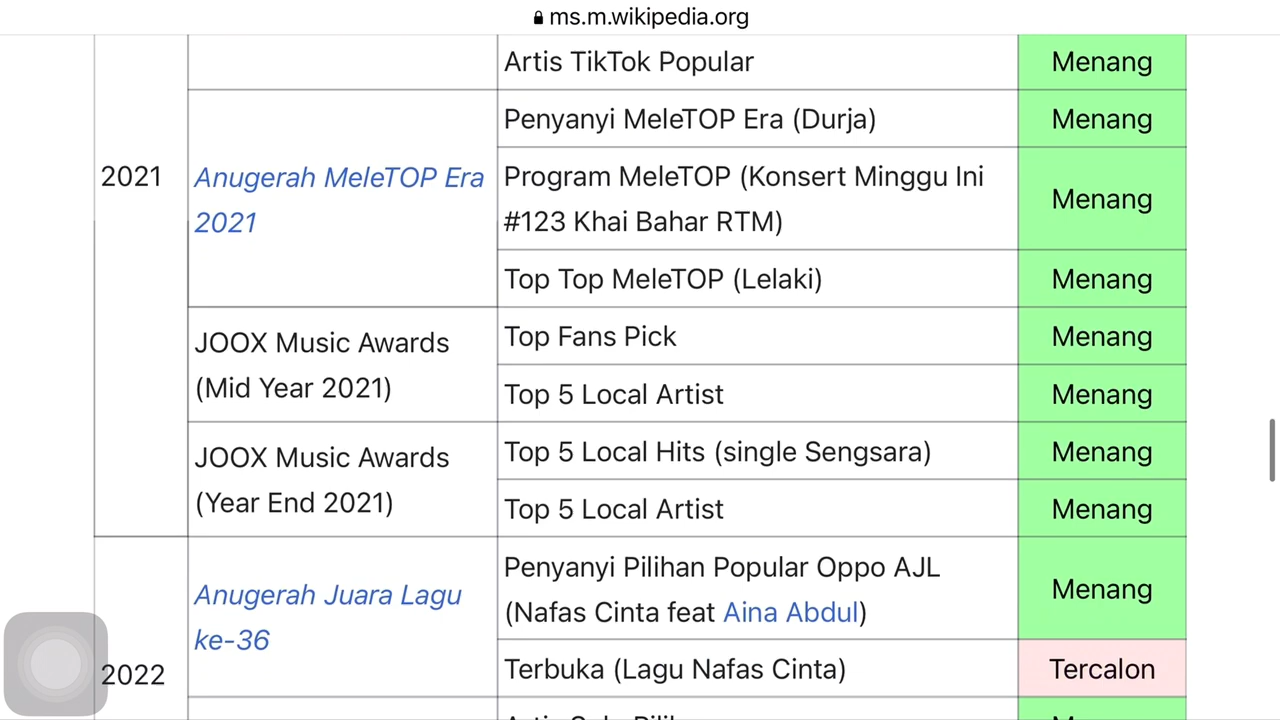 ms.m.wikipedia.org
Artis TikTok Popular
Menang
2021
Anugerah MeleTOP Era
2021
Penyanyi MeleTOP Era (Durja)
Menang
Program MeleTOP (Konsert Minggu Ini
#123 Khai Bahar RTM)
Menang
Top Top MeleTOP (Lelaki)
Menang
JOOX Music Awards
(Mid Year 2021)
Top Fans Pick
Menang
Top 5 Local Artist
Menang
JOOX Music Awards
(Year End 2021)
Top 5 Local Hits (single Sengsara)
Menang
Top 5 Local Artist
Menang
2022
Anugerah Juara Lagu
ke-36
Penyanyi Pilihan Popular Oppo AJL
(Nafas Cinta feat Aina Abdul)
Menang
Terbuka (Lagu Nafas Cinta)
Tercalon